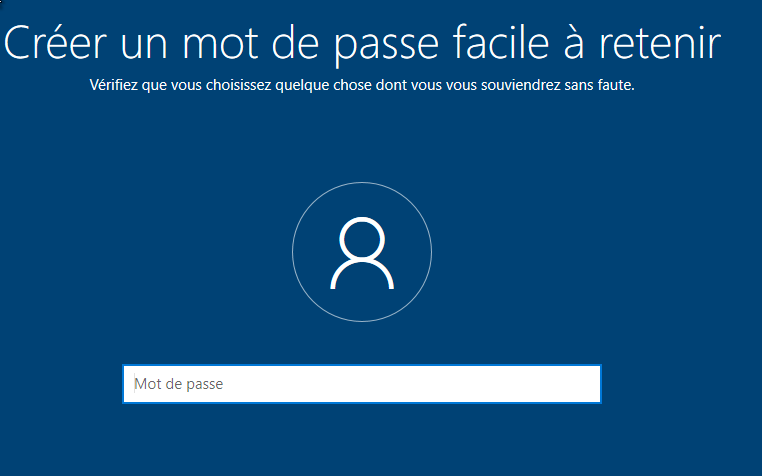 Créer un mot de passe facile à retenir
Vérifiez que vous choisissez quelque chose dont vous vous souviendrez sans faute.
Mot de passe